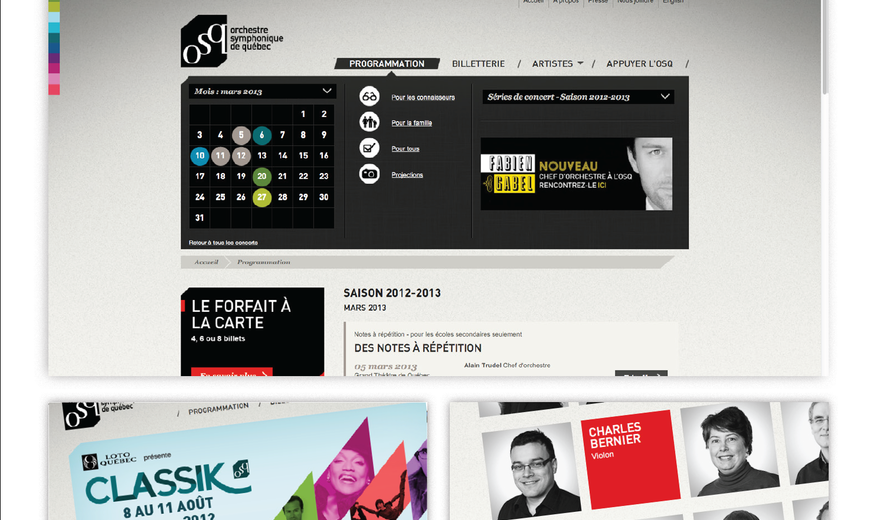 Accueil
À propos
Presse
Nous joindre
English
osq
orchestre
symphonique
de québec
PROGRAMMATION
BILLETTERIE / ARTISTES / APPUYER L'OSQ /
Mois : mars 2013
1 2
3 4 5 6 7 8 9
10 11 12 13 14 15 16
17 18 19 20 21 22 23
24 25 26 27 28 29 30
31
Retour à tous les concerts
Pour les connaisseurs
Pour la famille
Pour tous
Projections
Séries de concert - Saison 2012-2013
FABIEN
GABEL
NOUVEAU
CHEF D'ORCHESTRE À L'OSQ
RENCONTREZ-LE ICI
Accueil
Programmation
LE FORFAIT À
LA CARTE
4, 6 ou 8 billets
En savoir plus
SAISON 2012-2013
MARS 2013
Notes à répétition - pour les écoles secondaires seulement
DES NOTES À RÉPÉTITION
05 mars 2013
Grand Théâtre de Québec
Alain Trudel Chef d'orchestre
osq
de québec
/ PROGRAMMATION /
LOTO
QUÉBEC
présente
CLASSIK
osq
8 AU 11 AOÛT
2012
CHARLES
BERNIER
Violon